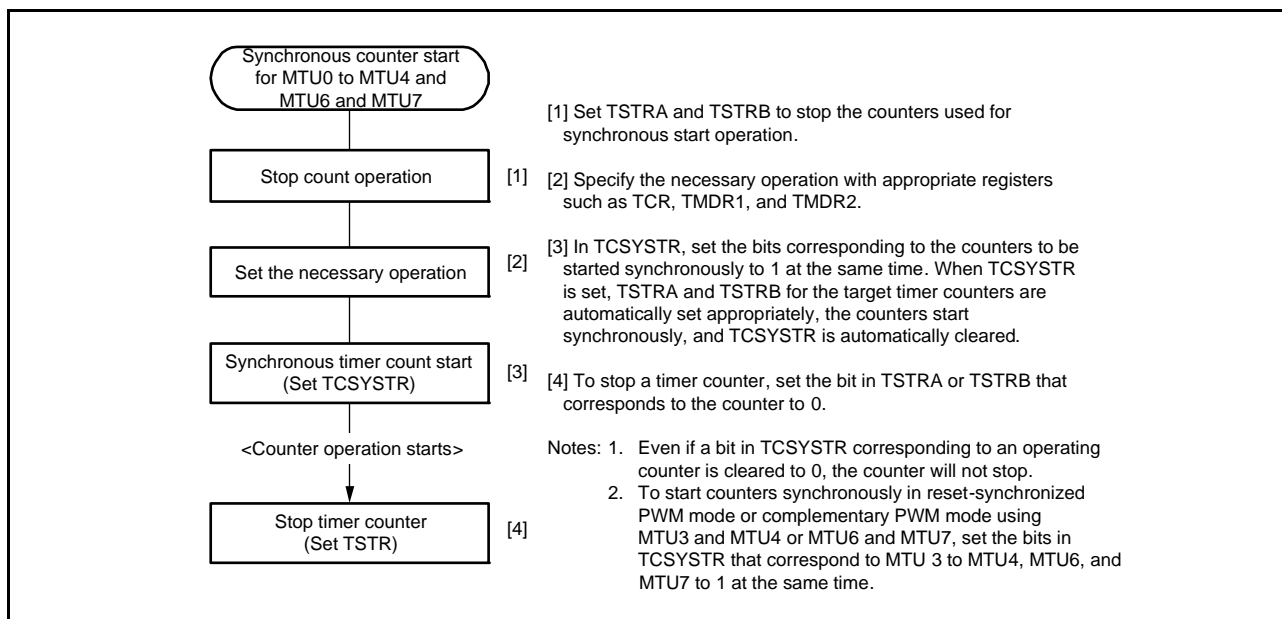 Synchronous counter start
for MTU0 to MTU4 and
MTU6 and MTU7
Stop count operation
[1]
Set the necessary operation
[2]
Synchronous timer count start
(Set TCSYSTR)
[3]
<Counter operation starts>
Stop timer counter
(Set TSTR)
[4]
[1] Set TSTRA and TSTRB to stop the counters used for
synchronous start operation.
[2] Specify the necessary operation with appropriate registers
such as TCR, TMDR1, and TMDR2.
[3] In TCSYSTR, set the bits corresponding to the counters to be
started synchronously to 1 at the same time. When TCSYSTR
is set, TSTRA and TSTRB for the target timer counters are
automatically set appropriately, the counters start
synchronously, and TCSYSTR is automatically cleared.
[4] To stop a timer counter, set the bit in TSTRA or TSTRB that
corresponds to the counter to 0.
Notes: 1. Even if a bit in TCSYSTR corresponding to an operating
counter is cleared to 0, the counter will not stop.
2. To start counters synchronously in reset-synchronized
PWM mode or complementary PWM mode using
MTU3 and MTU4 or MTU6 and MTU7, set the bits in
TCSYSTR that correspond to MTU 3 to MTU4, MTU6, and
MTU7 to 1 at the same time.